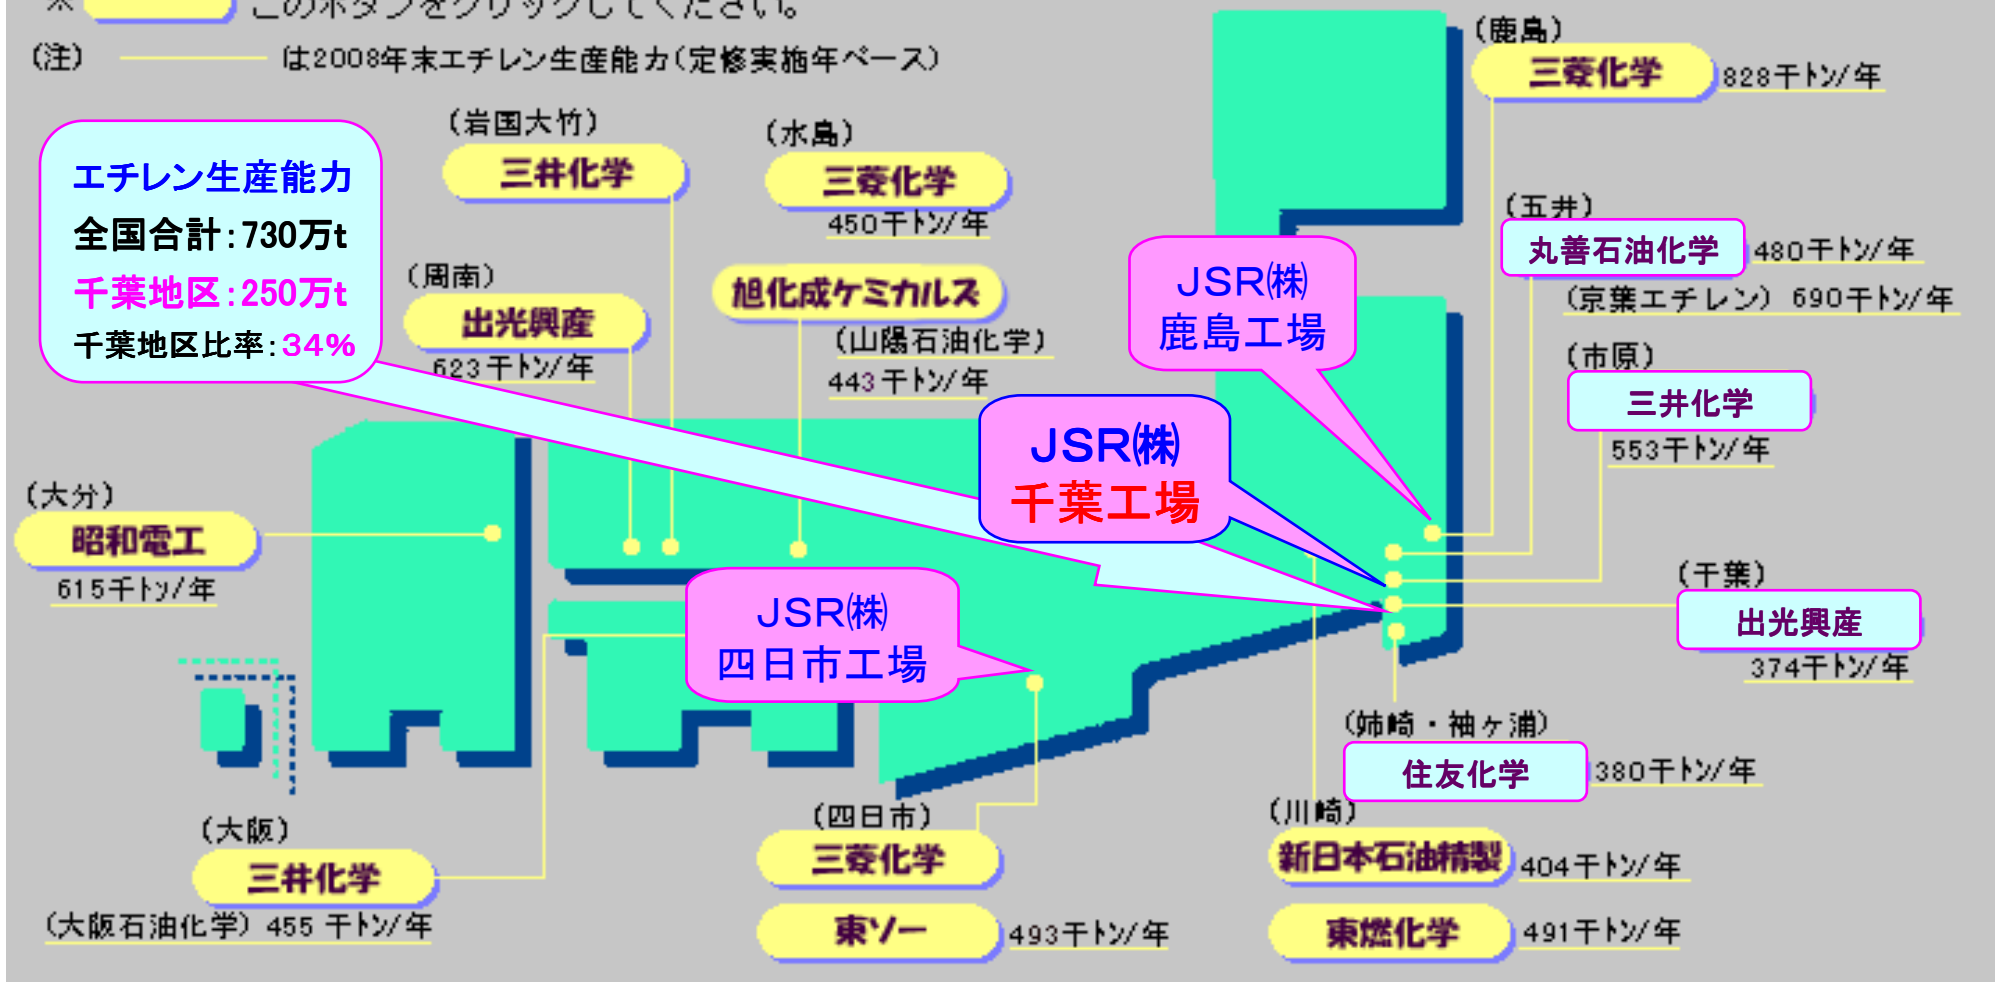 ※ このボタンをクリックしてください。
(注) は2008年末エチレン生産能力(定修実施年ベース)
エチレン生産能力
全国合計:730万t
千葉地区:250万t
千葉地区比率:34%
(岩国大竹)
三井化学
(水島)
三菱化学
450千トン/年
旭化成ケミカルズ
(山陽石油化学)
443千トン/年
(周南)
出光興産
623千トン/年
(鹿島)
三菱化学 828千トン/年
(五井)
丸善石油化学 480千トン/年
(京葉エチレン) 690千トン/年
(市原)
三井化学
553千トン/年
JSR㈱
鹿島工場
JSR㈱
千葉工場
(大分)
昭和電工
615千トン/年
JSR㈱
四日市工場
(千葉)
出光興産
374千トン/年
(姉崎・袖ヶ浦)
住友化学 380千トン/年
(大阪)
三井化学
(大阪石油化学) 455 千トン/年
(四日市)
三菱化学
東ソー 493千トン/年
(川崎)
新日本石油精製 404千トン/年
東燃化学 491千トン/年